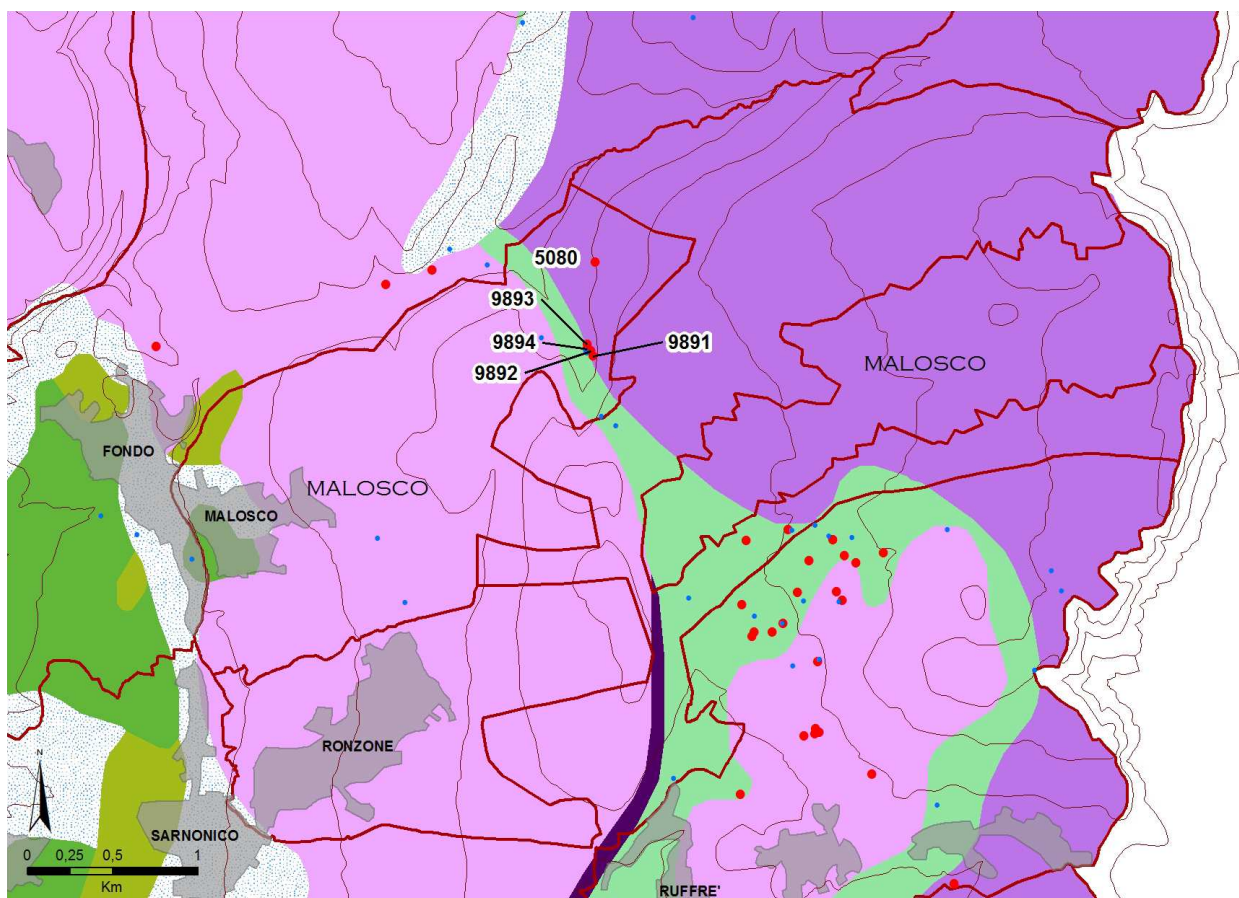 5080
9893
9894
9891
9892
MALOSCO
FONDO
MALOSCO
MALOSCO
RONZONE
N
SARNONICO
0 0,25 0,5 1
Km
RUFFRE'